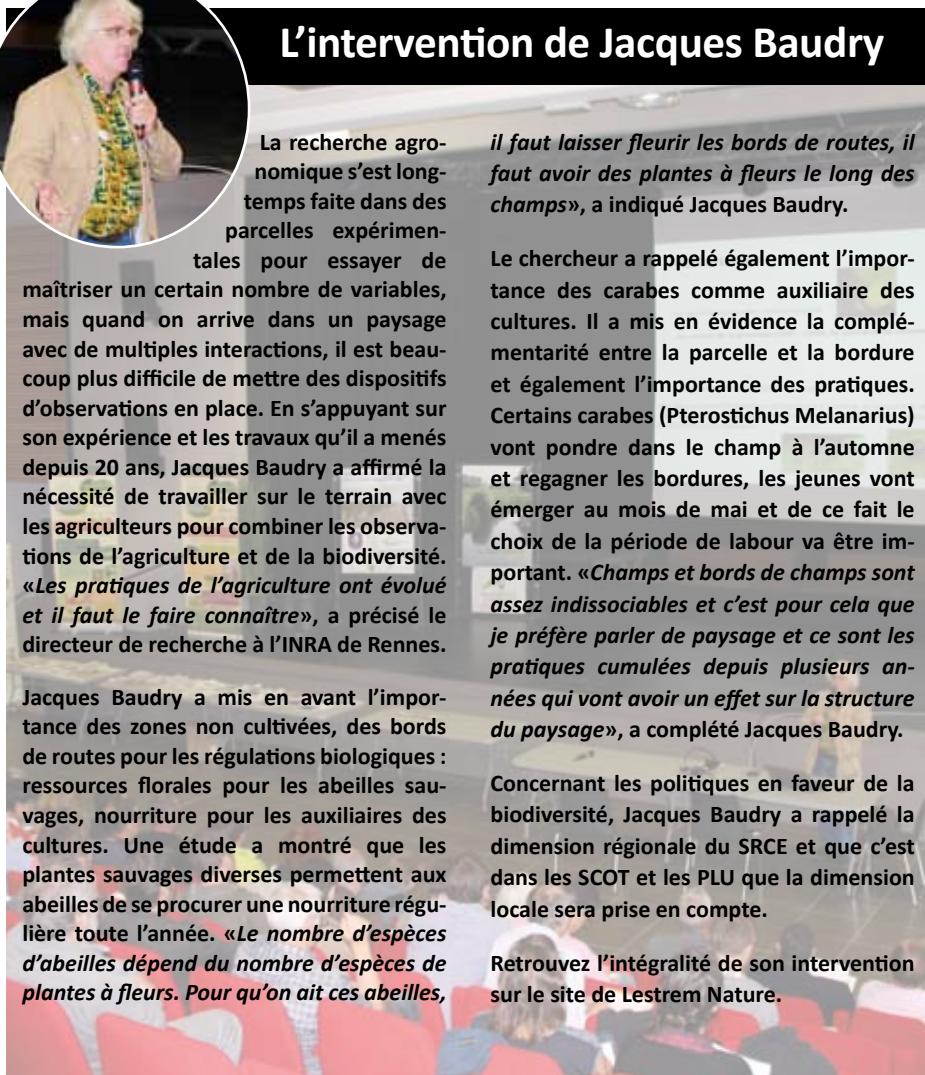 L'intervention de Jacques Baudry
La recherche agro-
nomique s'est long-
temps faite dans des
parcelles expérimen-
tales pour essayer de
maîtriser un certain nombre de variables,
mais quand on arrive dans un paysage
avec de multiples interactions, il est beau-
coup plus difficile de mettre des dispositifs
d'observations en place. En s'appuyant sur
son expérience et les travaux qu'il a menés
depuis 20 ans, Jacques Baudry a affirmé la
nécessité de travailler sur le terrain avec
les agriculteurs pour combiner les observa-
tions de l'agriculture et de la biodiversité.
«Les pratiques de l'agriculture ont évolué
et il faut le faire connaître», a précisé le
directeur de recherche à l'INRA de Rennes.
Jacques Baudry a mis en avant l'impor-
tance des zones non cultivées, des bords
de routes pour les régulations biologiques :
ressources florales pour les abeilles sau-
vages, nourriture pour les auxiliaires des
cultures. Une étude a montré que les
plantes sauvages diverses permettent aux
abeilles de se procurer une nourriture régu-
lière toute l'année. «Le nombre d'espèces
d'abeilles dépend du nombre d'espèces de
plantes à fleurs. Pour qu'on ait ces abeilles,
il faut laisser fleurir les bords de routes, il
faut avoir des plantes à fleurs le long des
champs», a indiqué Jacques Baudry.
Le chercheur a rappelé également l'impor-
tance des carabes comme auxiliaire des
cultures. Il a mis en évidence la complé-
mentarité entre la parcelle et la bordure
et également l'importance des pratiques.
Certains carabes (Pterostichus Melanarius)
vont pondre dans le champ à l'automne
et regagner les bordures, les jeunes vont
émerger au mois de mai et de ce fait le
choix de la période de labour va être im-
portant. «Champs et bords de champs sont
assez indissociables et c'est pour cela que
je préfère parler de paysage et ce sont les
pratiques cumulées depuis plusieurs an-
nées qui vont avoir un effet sur la structure
du paysage», a complété Jacques Baudry.
Concernant les politiques en faveur de la
biodiversité, Jacques Baudry a rappelé la
dimension régionale du SRCE et que c'est
dans les SCOT et les PLU que la dimension
locale sera prise en compte.
Retrouvez l'intégralité de son intervention
sur le site de Lestrem Nature.